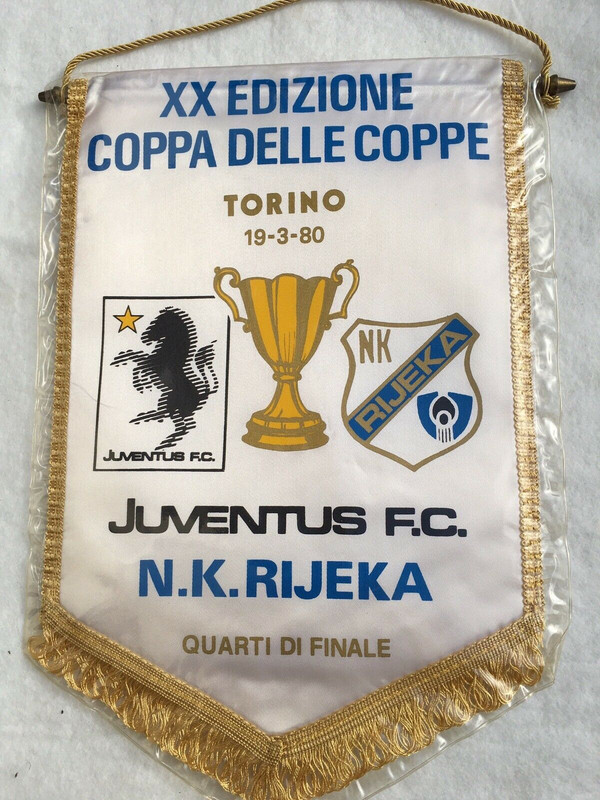 XX EDIZIONE
COPPA DELLE COPPE
TORINO
19-3-80
JUVENTUS F.C.
NK
RIJEKA
JUVENTUS F.C.
N.K. RIJEKA
QUARTI DI FINALE